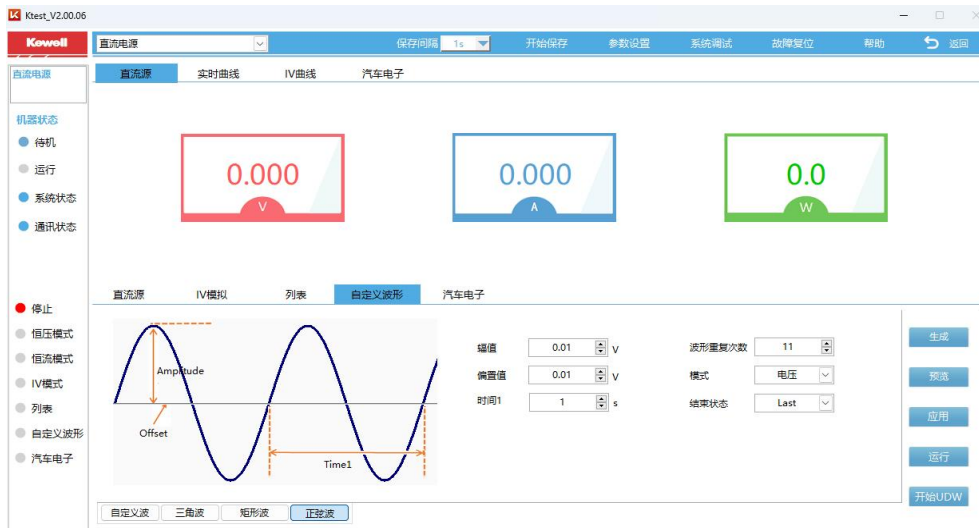 Ktest_V2.00.06
Kewell 直流电源 保存间隔 1s 开始保存 参数设置 系统调试 故障复位 帮助 返回
直流电源 直流源 实时曲线 IV曲线 汽车电子
机器状态
待机
运行
系统状态
通讯状态
0.000 0.000 0.0
V A W
直流源 IV模拟 列表 自定义波形 汽车电子
停止
恒压模式
恒流模式
IV模式
列表
自定义波形
汽车电子
Amplitude
Offset
Time1
辐值 0.01 V 波形重复次数 11
偏置值 0.01 V 模式 电压
时间1 1 s 结束状态 Last
生成
预览
应用
运行
开始UDW
自定义波 三角波 矩形波 正弦波